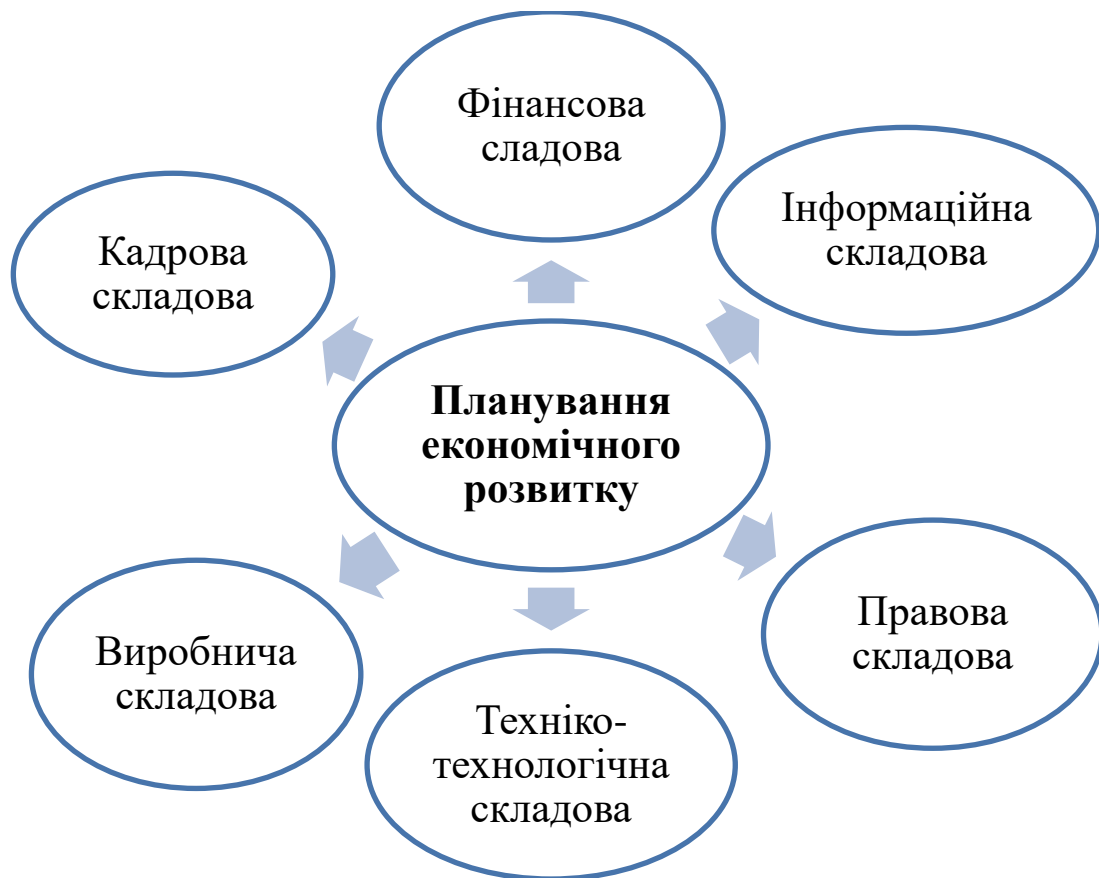 Фінансова
сладова
Інформаційна
складова
Кадрова
складова
Планування
економічного
розвитку
Правова
складова
Виробнича
складова
Техніко-
технологічна
складова